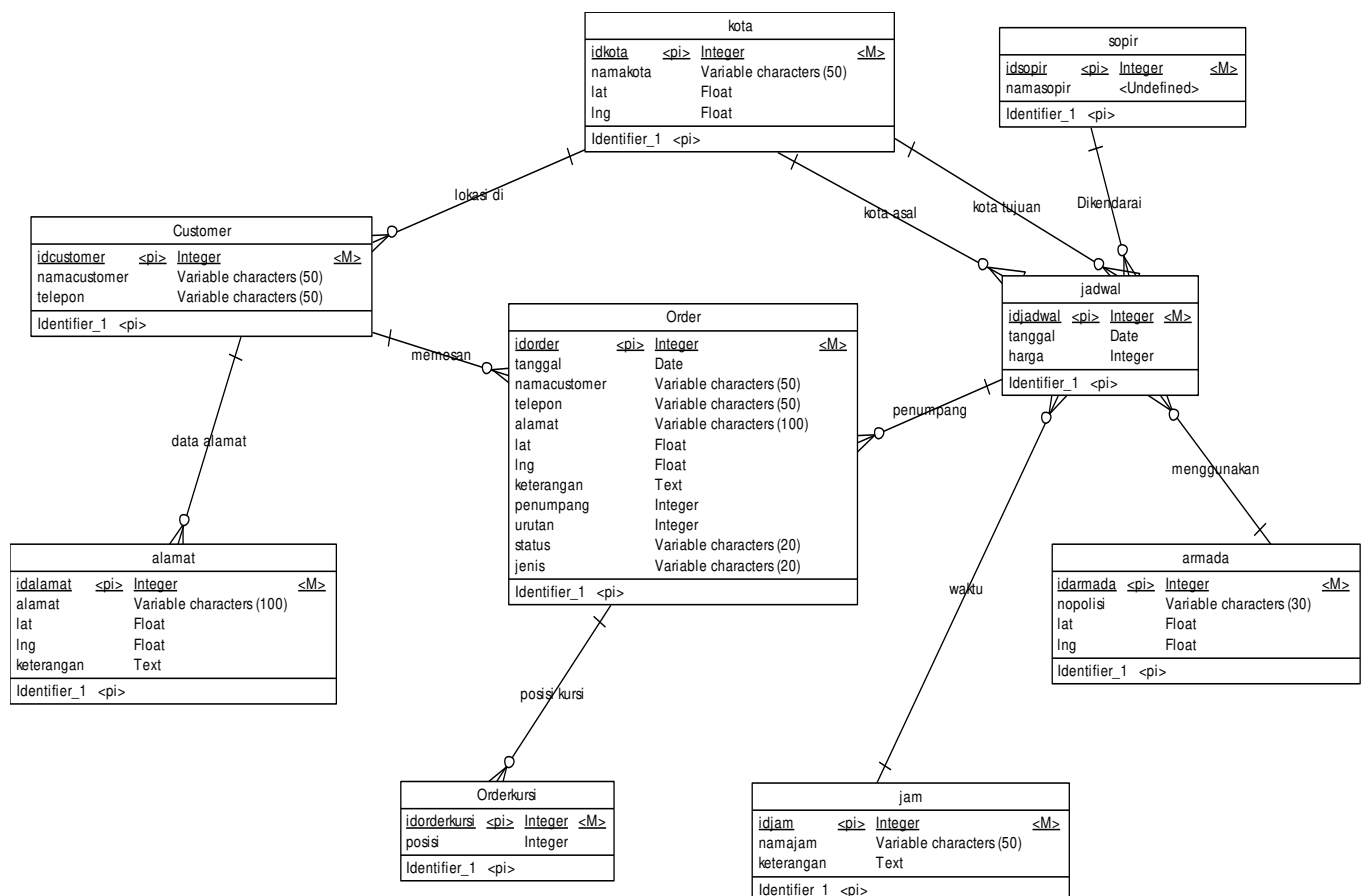 kota
idkota <pi> Integer <M>
namakota Variable characters (50)
lat Float
lng Float
Identifier_1 <pi>
sopir
idsopir <pi> Integer <M>
namasopir <Undefined>
Identifier_1 <pi>
lokasi di
kota asal
kota tujuan
Dikendarai
Customer
idcustomer <pi> Integer <M>
namacustomer Variable characters (50)
telepon Variable characters (50)
Identifier_1 <pi>
memesan
Order
idorder <pi> Integer <M>
tanggal Date
namacustomer Variable characters (50)
telepon Variable characters (50)
alamat Variable characters (100)
lat Float
lng Float
keterangan Text
penumpang Integer
urutan Integer
status Variable characters (20)
jenis Variable characters (20)
Identifier_1 <pi>
jadwal
idjadwal <pi> Integer <M>
tanggal Date
harga Integer
Identifier_1 <pi>
penumpang
data alamat
menggunakan
alamat
idalamat <pi> Integer <M>
alamat Variable characters (100)
lat Float
lng Float
keterangan Text
Identifier_1 <pi>
armada
idarmada <pi> Integer <M>
nopolisi Variable characters (30)
lat Float
lng Float
Identifier_1 <pi>
waktu
posisi kursi
Orderkursi
idorderkursi <pi> Integer <M>
posisi Integer
Identifier_1 <pi>
jam
idjam <pi> Integer <M>
namajam Variable characters (50)
keterangan Text
Identifier_1 <pi>